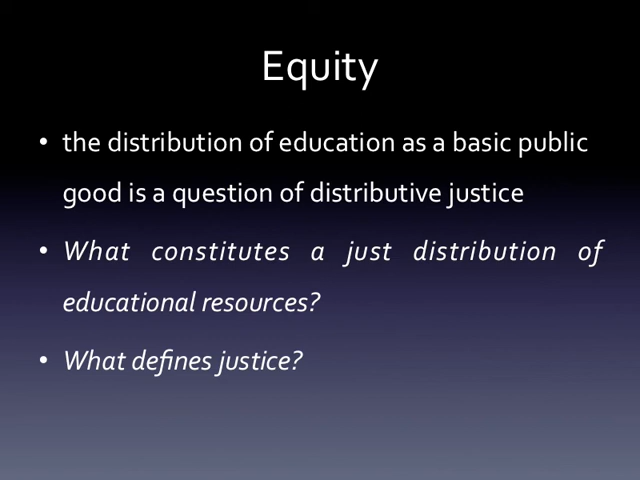 Equity
• the distribution of education as a basic public
good is a question of distributive justice
• What constitutes a just distribution of
educational resources?
• What defines justice?